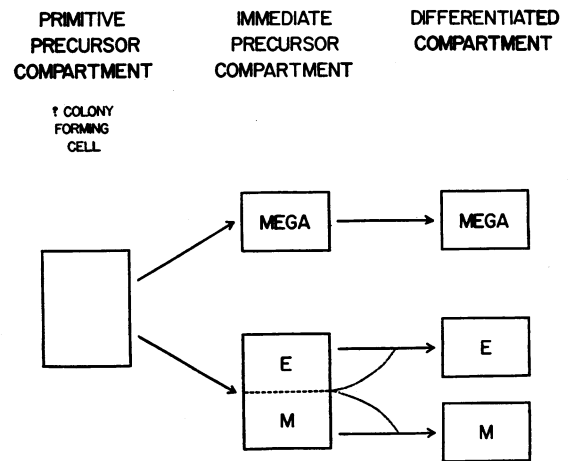 PRIMITIVE
PRECURSOR
COMPARTMENT
? COLONY
FORMING
CELL
IMMEDIATE
PRECURSOR
COMPARTMENT
DIFFERENTIATED
COMPARTMENT
MEGA
MEGA
E
M
E
M